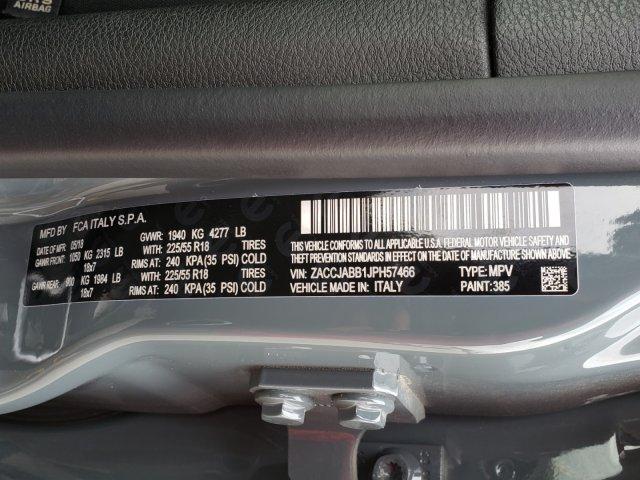 AIRBAG
MFD BY FCA ITALY S.P.A.
MFD DATE: 05/18 GVWR: 1940 KG 4277 LB
GAWR FRONT: 1050 KG 2315 LB 225/55 R18 TIRES
18x7 RIMS AT: 240 KPA(35 PSI) COLD
GAWR REAR: 900 KG 1984 LB 225/55 R18 TIRES
18x7 RIMS AT: 240 KPA(35 PSI) COLD
THIS VEHICLE CONFORMS TO ALL APPLICABLE U.S.A. FEDERAL MOTOR VEHICLE SAFETY, BUMPER, AND
THEFT PREVENTION STANDARDS IN EFFECT ON THE DATE OF MANUFACTURE SHOWN ABOVE
VIN: ZACCJABB1JPH57466 TYPE: MPV
VEHICLE MADE IN: ITALY PAINT: 385